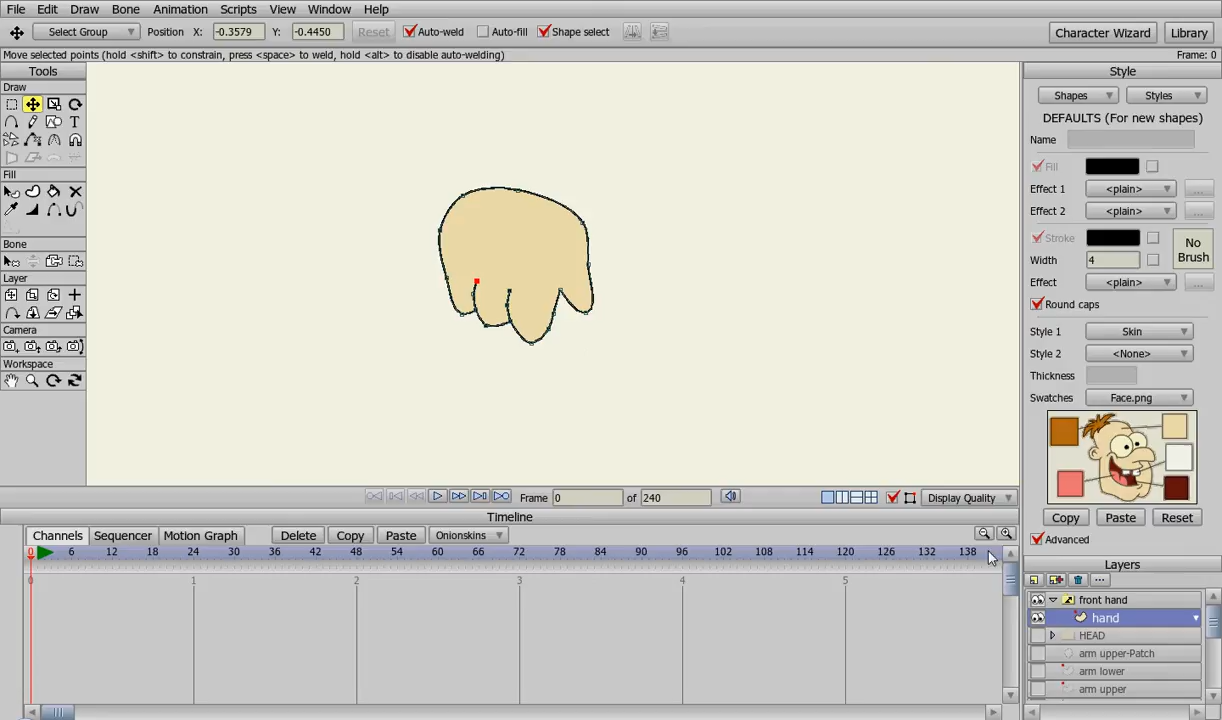 File Edit Draw Bone Animation Scripts View Window Help
Select Group Position X: -0.3579 Y: -0.4450 Reset Auto-weld Auto-fill Shape select Character Wizard Library
Move selected points (hold <shift> to constrain, press <space> to weld, hold <alt> to disable auto-welding) Frame: 0
Tools
Draw
T
Fill
Bone
Layer
Camera
Workspace
Style
Shapes Styles
DEFAULTS (For new shapes)
Name
Fill
Effect 1 <plain> ...
Effect 2 <plain> ...
Stroke
No Brush
Width 4
Effect <plain> ...
Round caps
Style 1 Skin
Style 2 <None>
Thickness
Swatches Face.png
Copy Paste Reset
Advanced
Frame 0 of 240 Display Quality
Timeline
Channels Sequencer Motion Graph Delete Copy Paste Onionskins
0 6 12 18 24 30 36 42 48 54 60 66 72 78 84 90 96 102 108 114 120 126 132 138
0 1 2 3 4 5
Layers
...
front hand
hand
HEAD
arm upper-Patch
arm lower
arm upper